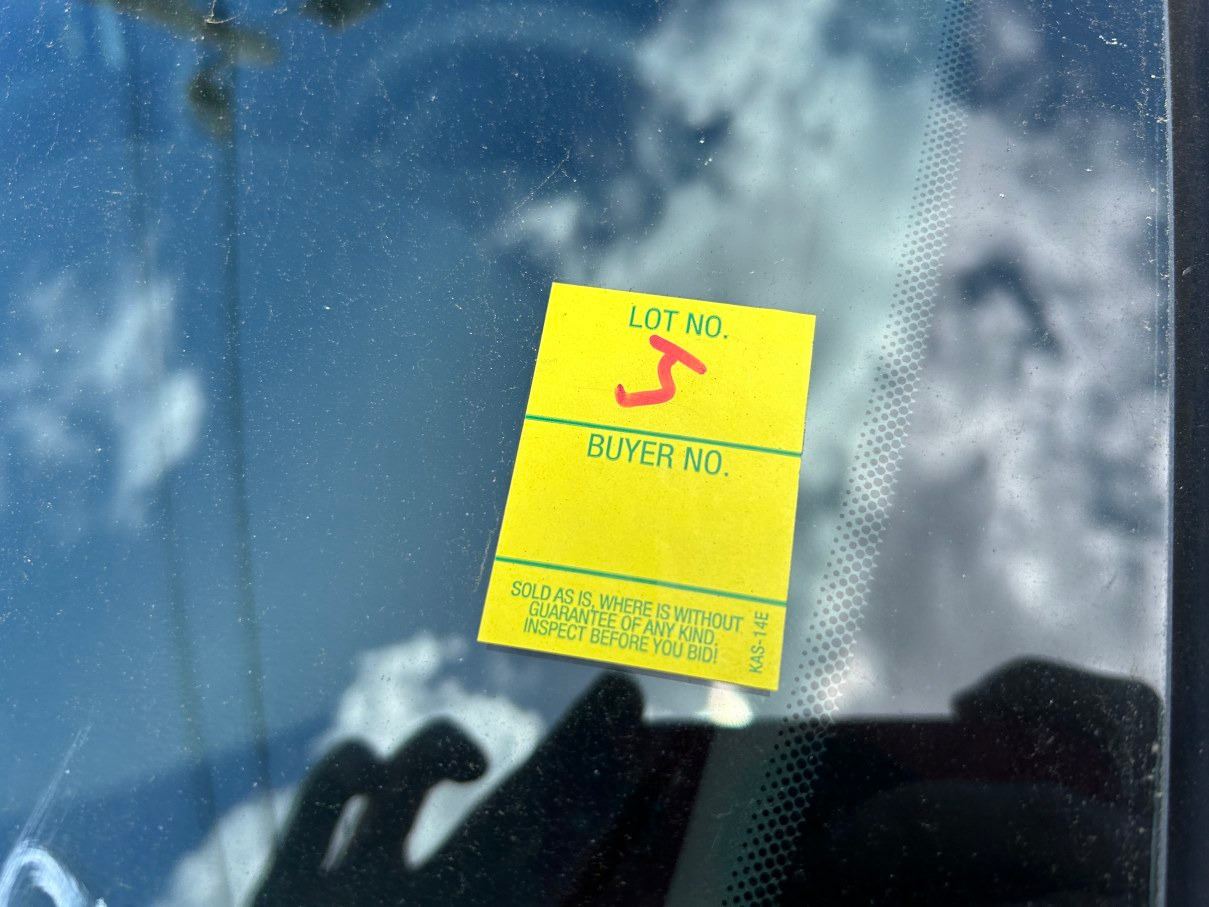 LOT NO.
5
BUYER NO.
SOLD AS IS, WHERE IS WITHOUT
GUARANTEE OF ANY KIND.
INSPECT BEFORE YOU BID!
KAS-14E